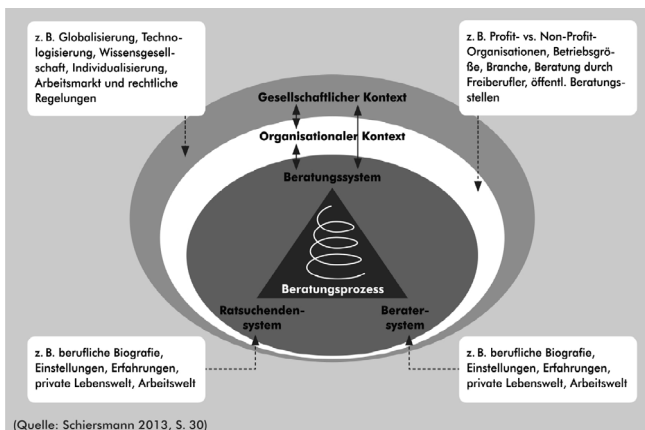 z. B. Globalisierung, Techno-
logisierung, Wissensgesell-
schaft, Individualisierung,
Arbeitsmarkt und rechtliche
Regelungen
z. B. Profit- vs. Non-Profit-
Organisationen, Betriebsgrö-
ße, Branche, Beratung durch
Freiberufler, öffentl. Beratungs-
stellen
Gesellschaftlicher Kontext
Organisationaler Kontext
Beratungssystem
Beratungsprozess
Ratsuchenden-
system
Berater-
system
z. B. berufliche Biografie,
Einstellungen, Erfahrungen,
private Lebenswelt, Arbeitswelt
z. B. berufliche Biografie,
Einstellungen, Erfahrungen,
private Lebenswelt, Arbeitswelt
(Quelle: Schiersmann 2013, S. 30)